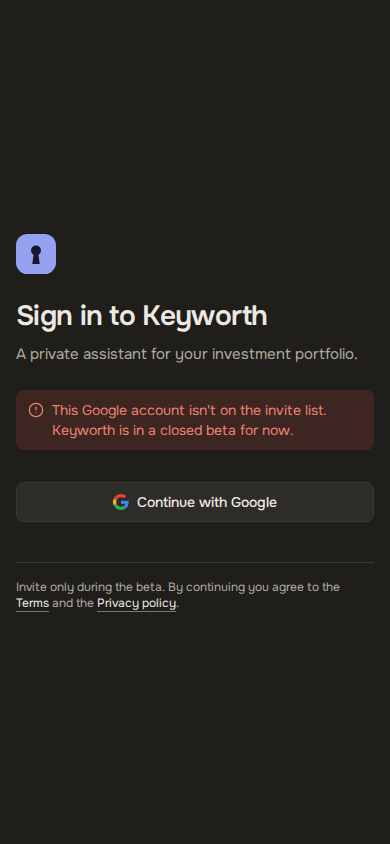 Sign in to Keyworth
A private assistant for your investment portfolio.
This Google account isn't on the invite list.
Keyworth is in a closed beta for now.
Continue with Google
Invite only during the beta. By continuing you agree to the
Terms and the Privacy policy.